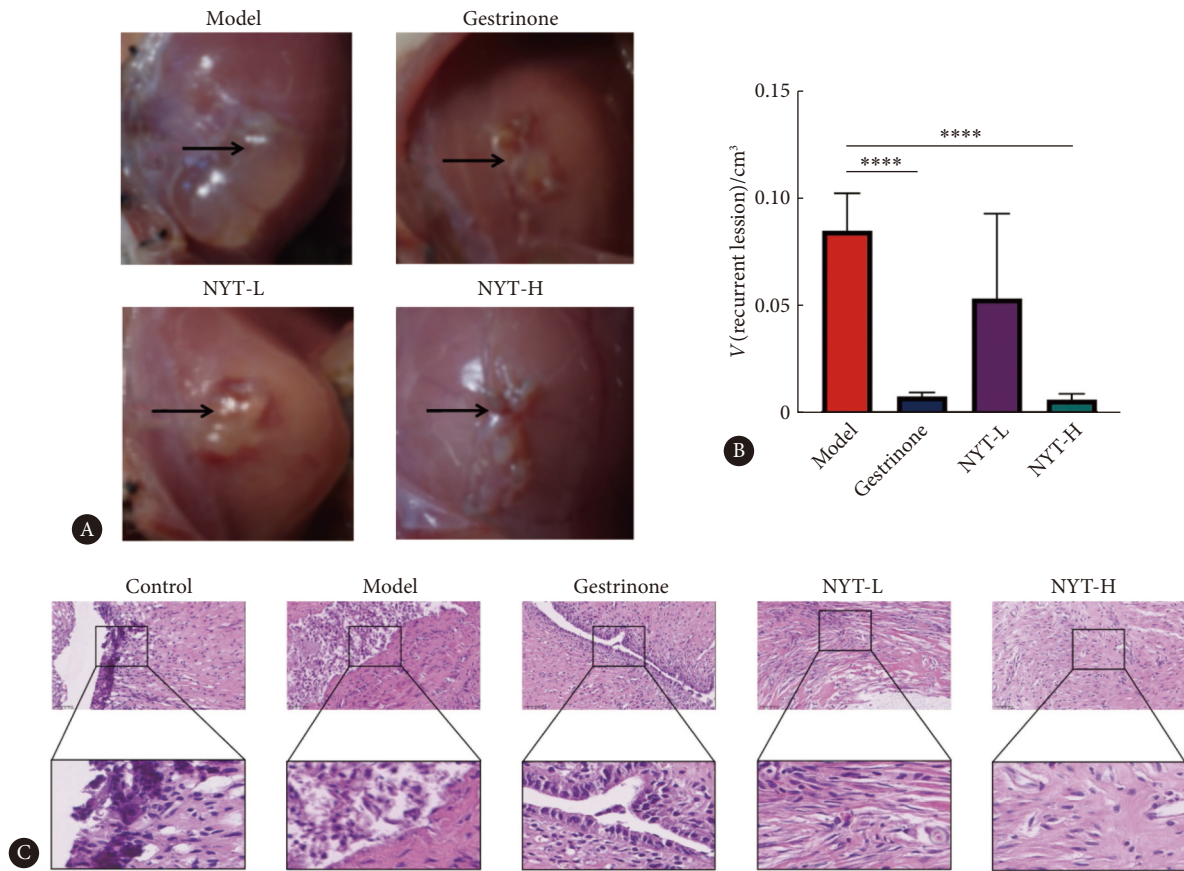 Model
Gestrinone
NYT-L
NYT-H
A
0.15
0.10
0.05
0
V (recurrent lession)/cm³
****
****
Model
Gestrinone
NYT-L
NYT-H
B
Control
Model
Gestrinone
NYT-L
NYT-H
C